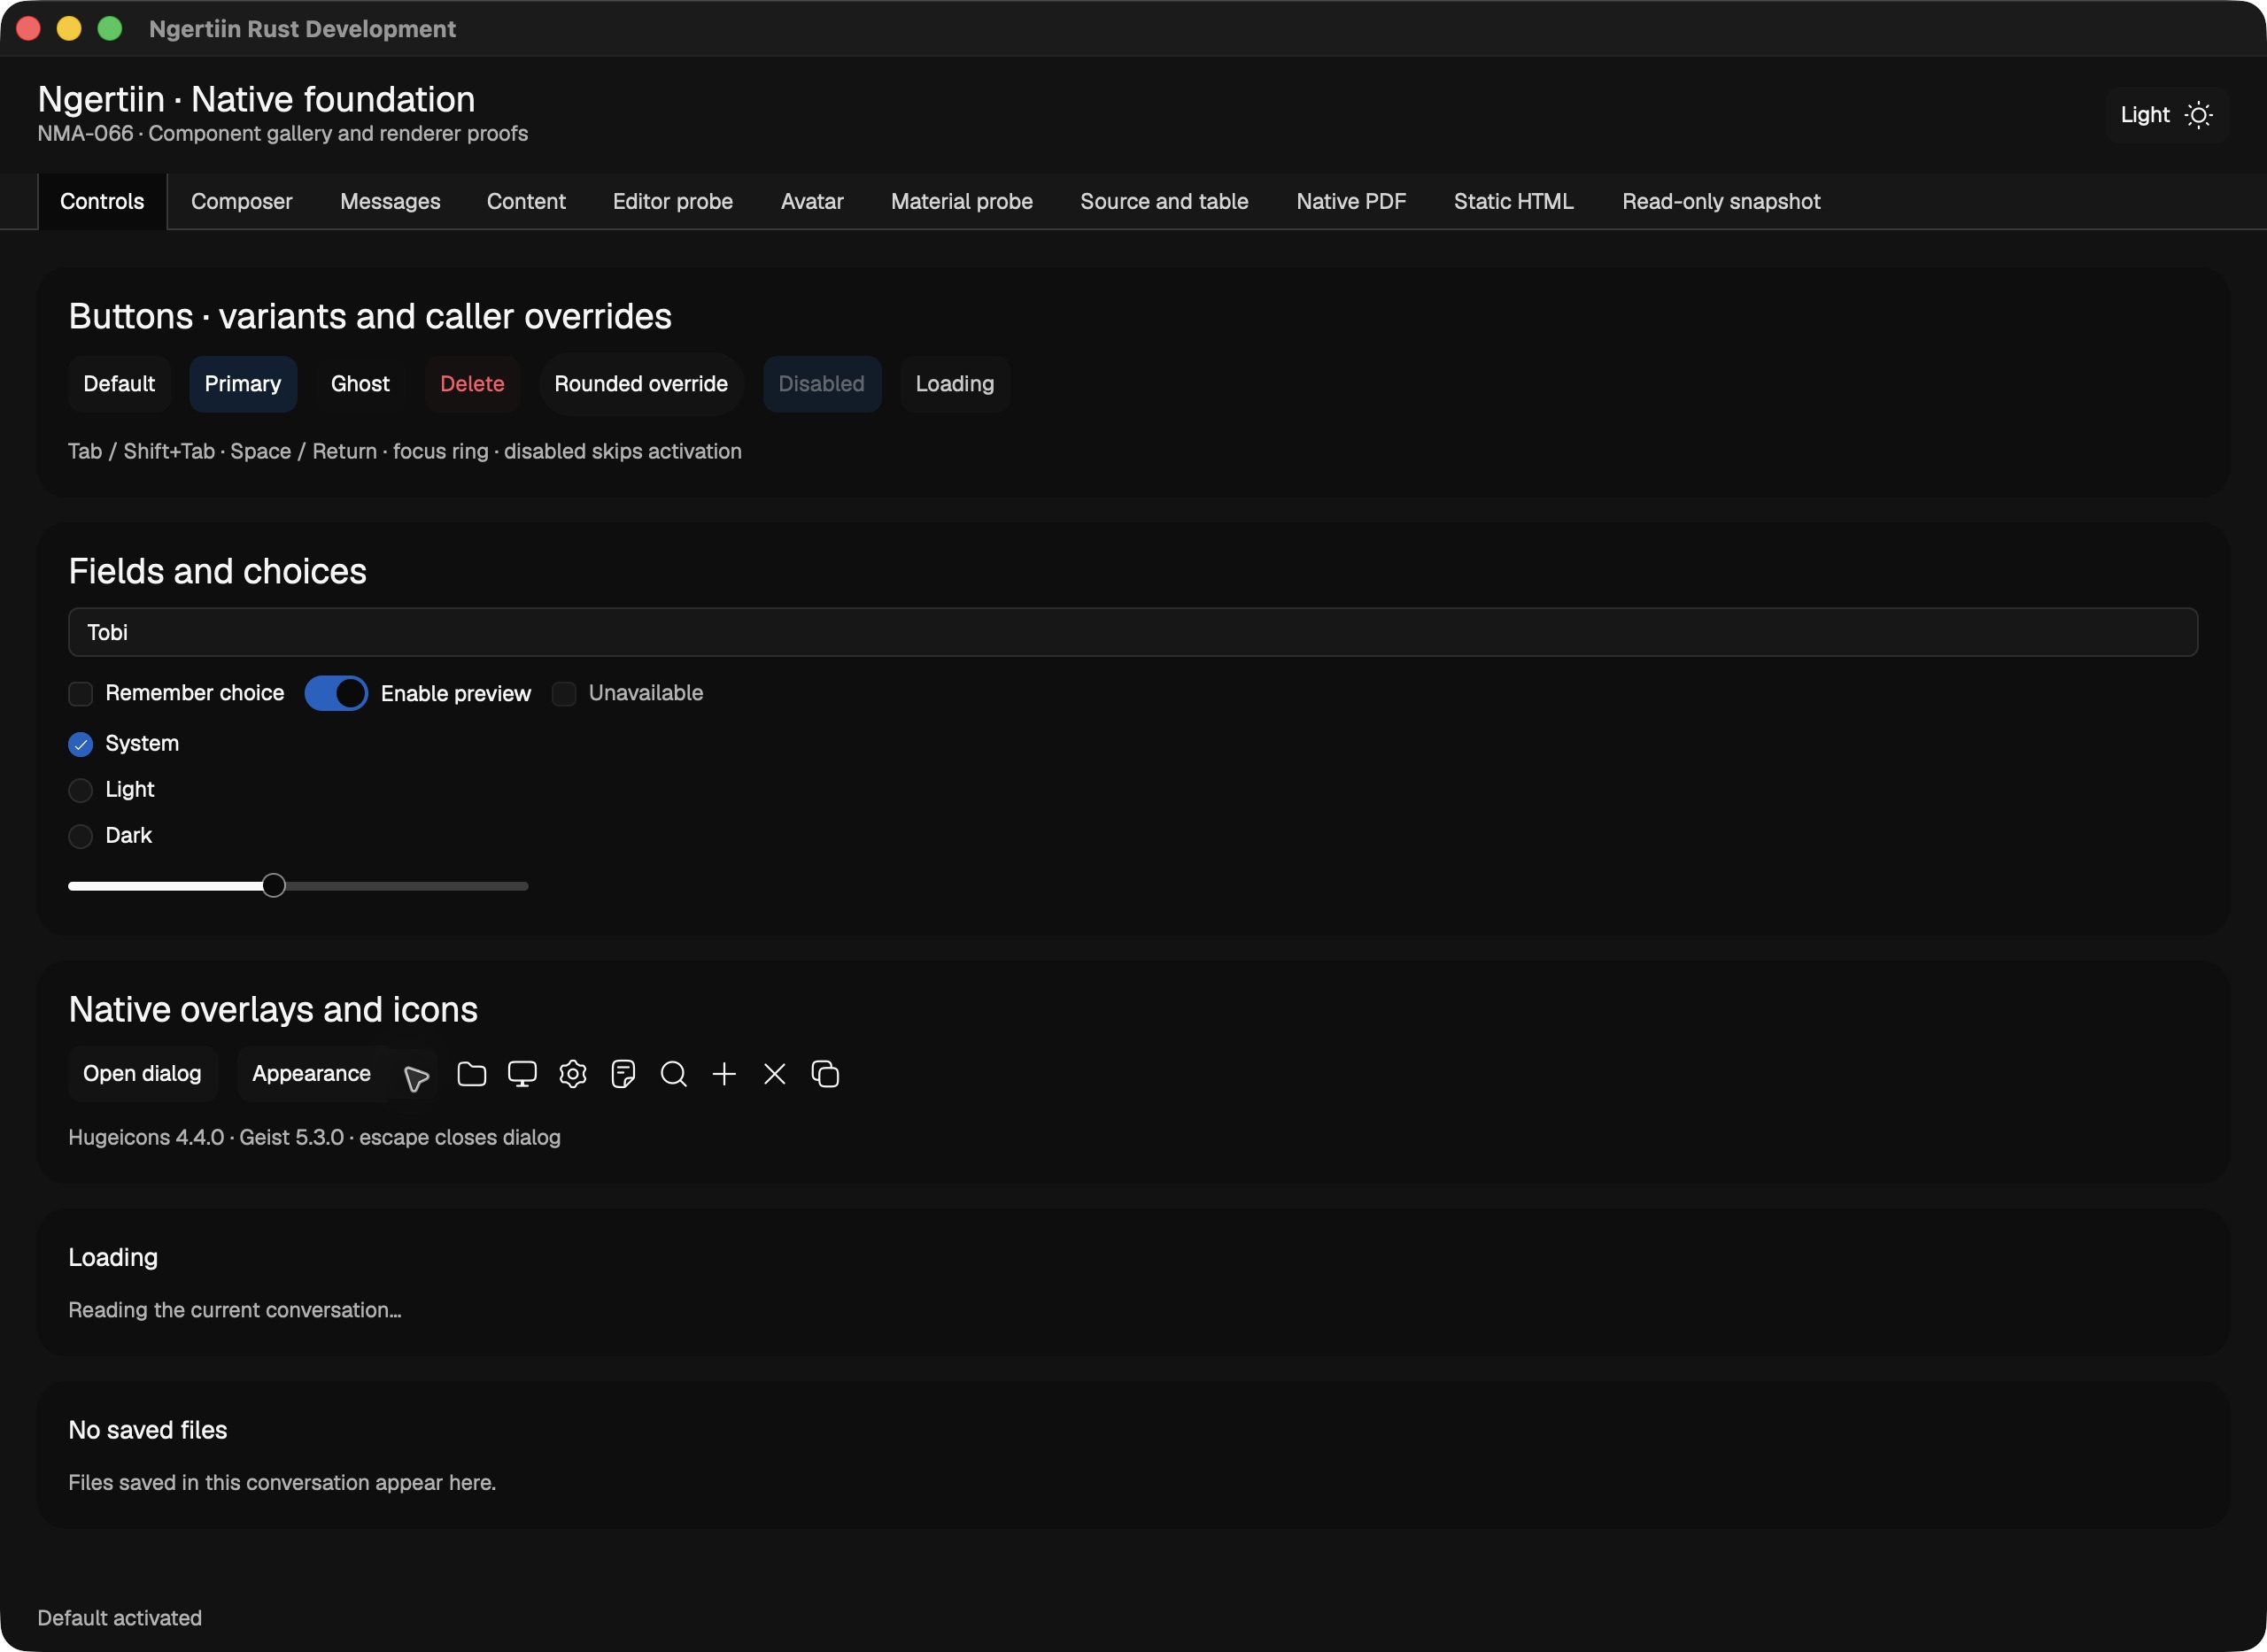 Ngertiin Rust Development
Ngertiin · Native foundation
NMA-066 · Component gallery and renderer proofs
Light
Controls Composer Messages Content Editor probe Avatar Material probe Source and table Native PDF Static HTML Read-only snapshot
Buttons · variants and caller overrides
Default Primary Ghost Delete Rounded override Disabled Loading
Tab / Shift+Tab · Space / Return · focus ring · disabled skips activation
Fields and choices
Tobi
Remember choice Enable preview Unavailable
System
Light
Dark
Native overlays and icons
Open dialog Appearance
Hugeicons 4.4.0 · Geist 5.3.0 · escape closes dialog
Loading
Reading the current conversation...
No saved files
Files saved in this conversation appear here.
Default activated